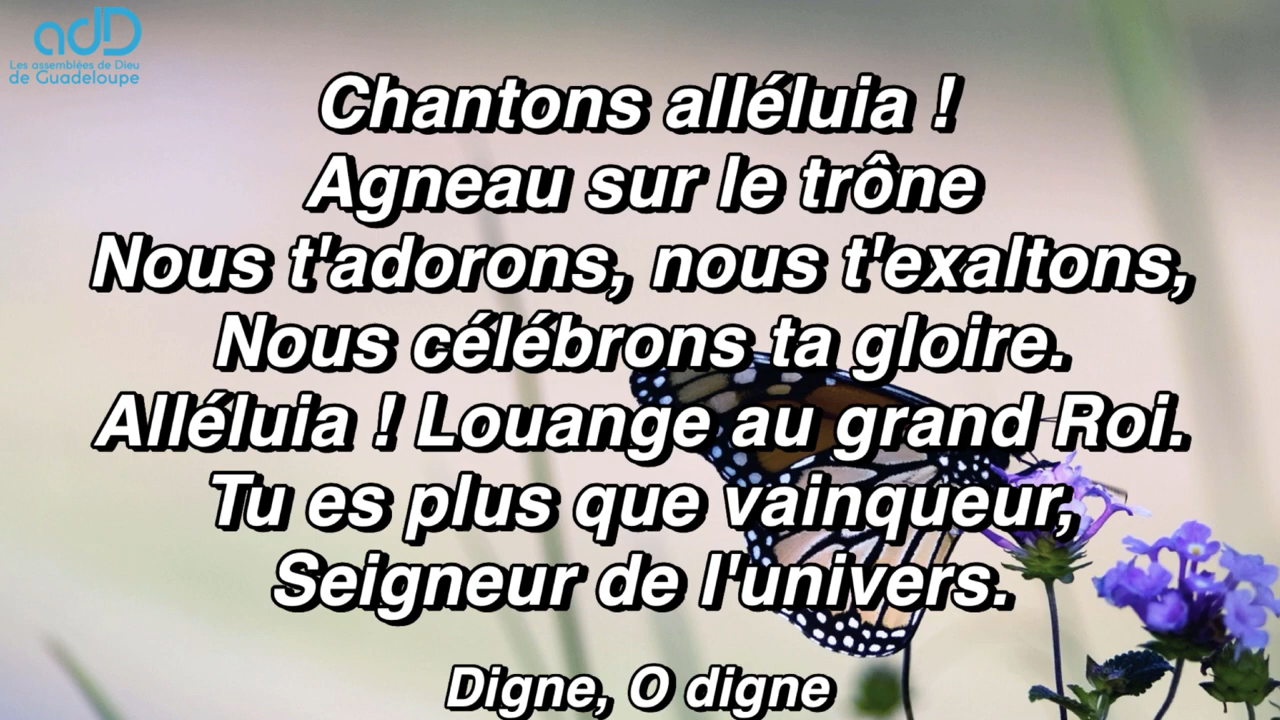 adD
Les assemblées de Dieu
de Guadeloupe
Chantons alléluia !
Agneau sur le trône
Nous t'adorons, nous t'exaltons,
Nous célébrons ta gloire.
Alléluia ! Louange au grand Roi.
Tu es plus que vainqueur,
Seigneur de l'univers.
Digne, O digne